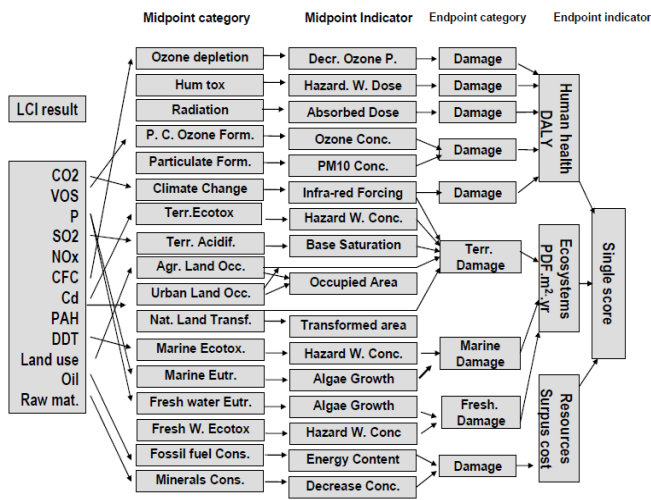 Midpoint category
Midpoint Indicator
Endpoint category
Endpoint indicator
LCI result
CO2
VOS
P
SO2
NOx
CFC
Cd
PAH
DDT
Land use
Oil
Raw mat.
Ozone depletion
Hum tox
Radiation
P. C. Ozone Form.
Particulate Form.
Climate Change
Terr.Ecotox
Terr. Acidif.
Agr. Land Occ.
Urban Land Occ.
Nat. Land Transf.
Marine Ecotox.
Marine Eutr.
Fresh water Eutr.
Fresh W. Ecotox
Fossil fuel Cons.
Minerals Cons.
Decr. Ozone P.
Hazard. W. Dose
Absorbed Dose
Ozone Conc.
PM10 Conc.
Infra-red Forcing
Hazard W. Conc.
Base Saturation
Occupied Area
Transformed area
Hazard W. Conc.
Algae Growth
Algae Growth
Hazard W. Conc
Energy Content
Decrease Conc.
Damage
Damage
Damage
Damage
Damage
Terr.
Damage
Marine
Damage
Fresh.
Damage
Damage
Human health
DALY
Ecosystems
PDF.m².yr
Resources
Surpus cost
Single score